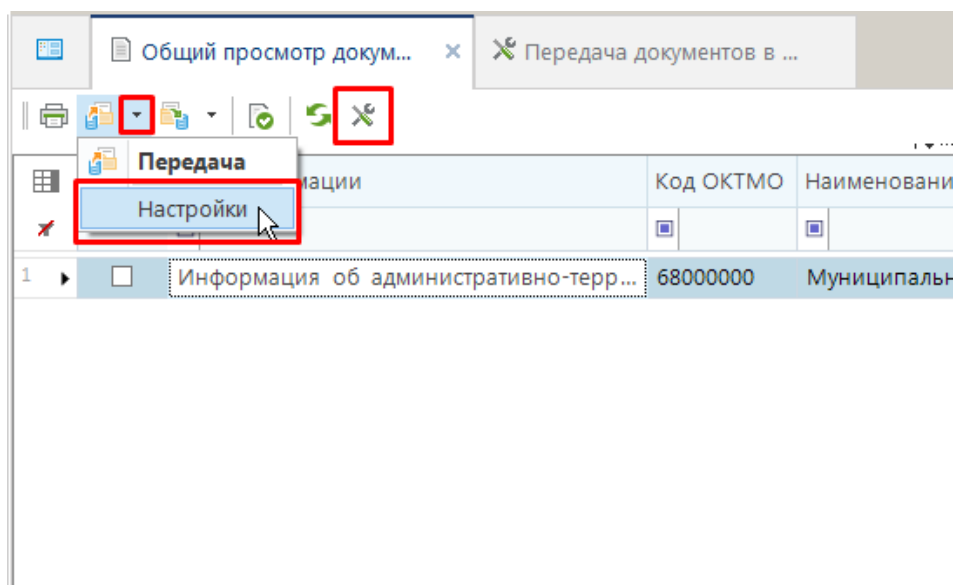 Общий просмотр докум...
Передача документов в ...
Передача
мации
Код ОКТМО
Наименовани
Настройки
1
Информация об административно-терр...
68000000
Муниципальн